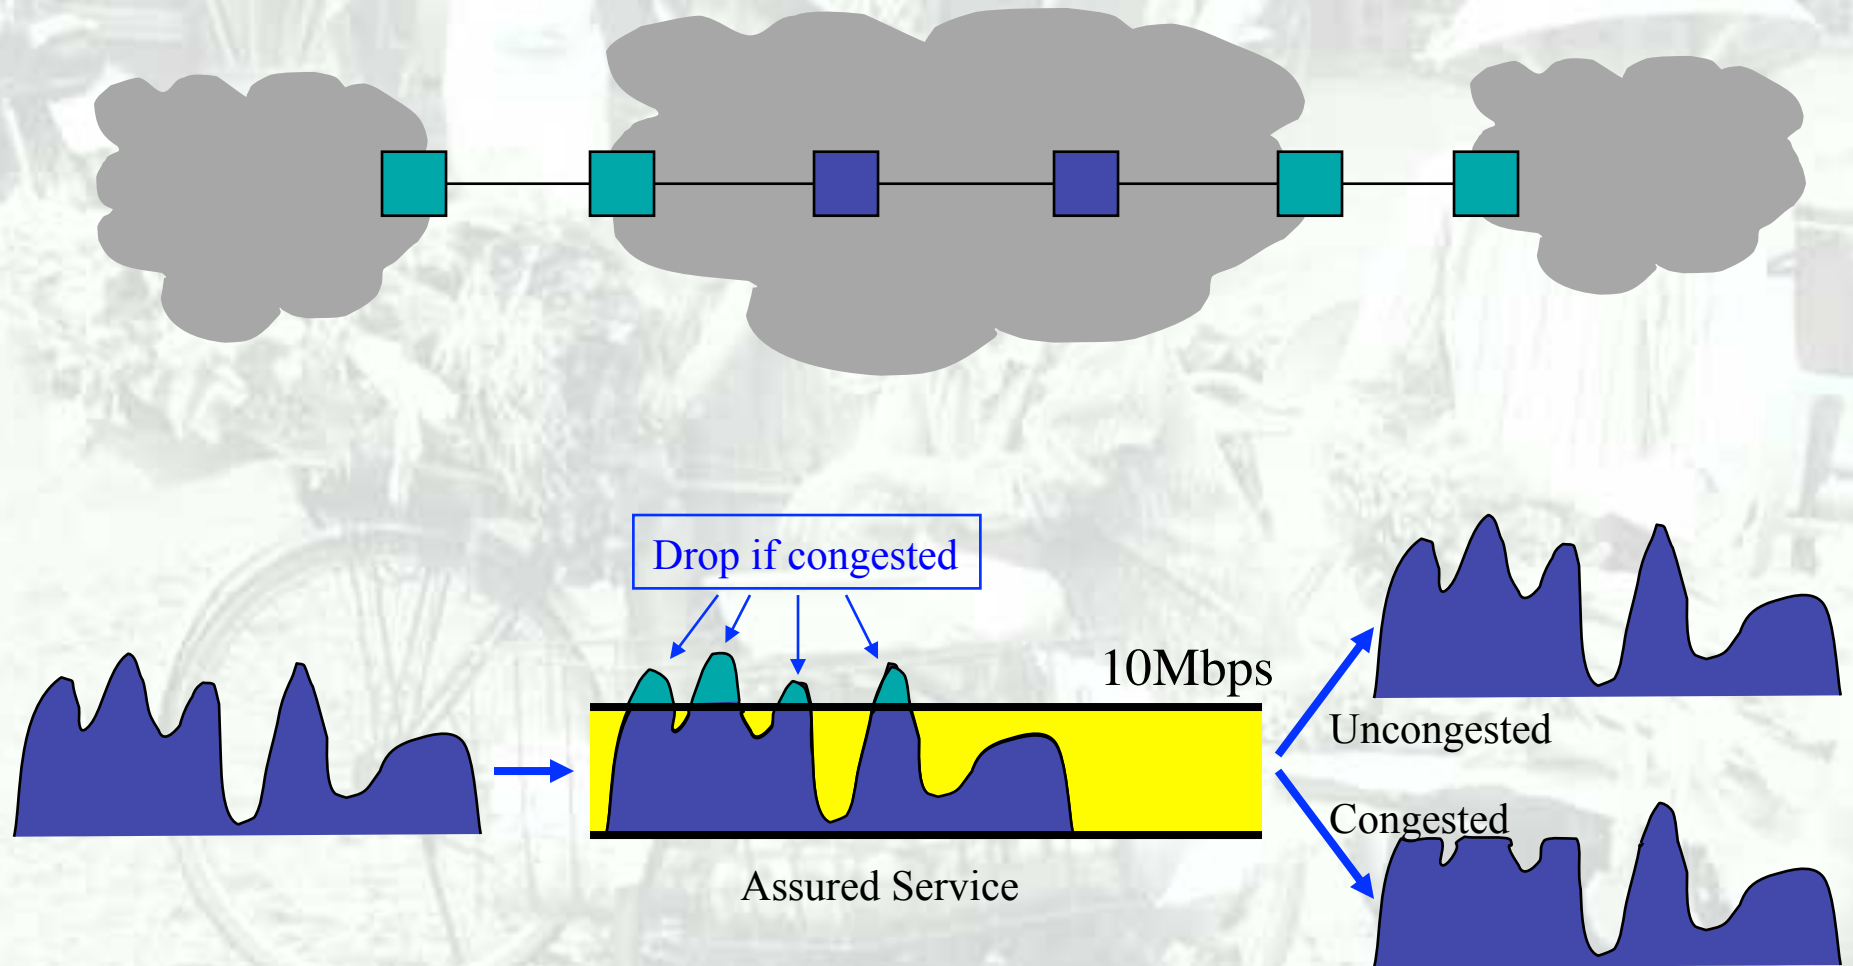 Drop if congested
10Mbps
Uncongested
Congested
Assured Service